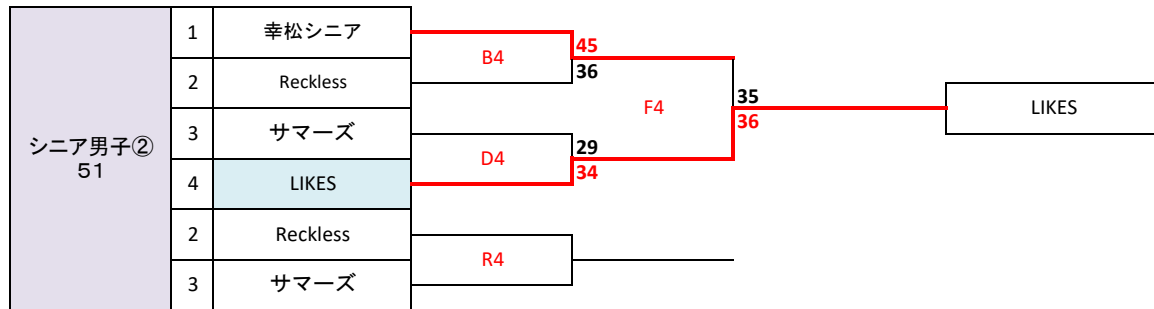 シニア男子②
51
1 幸松シニア
2 Reckless
3 サマーズ
4 LIKES
2 Reckless
3 サマーズ
B4
45
36
D4
29
34
R4
F4
35
36
LIKES